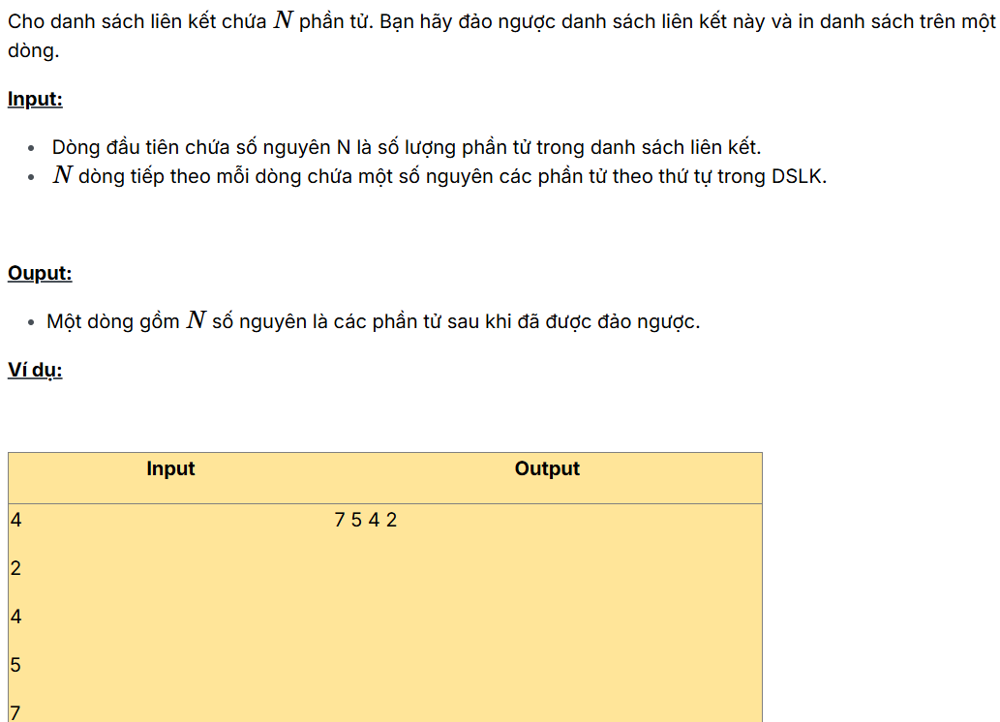 Cho danh sách liên kết chứa N phần tử. Bạn hãy đảo ngược danh sách liên kết này và in danh sách trên một
dòng.
Input:
• Dòng đầu tiên chứa số nguyên N là số lượng phần tử trong danh sách liên kết.
• N dòng tiếp theo mỗi dòng chứa một số nguyên các phần tử theo thứ tự trong DSLK.
Ouput:
• Một dòng gồm N số nguyên là các phần tử sau khi đã được đảo ngược.
Ví dụ:
Input Output
4 7 5 4 2
2
4
5
7